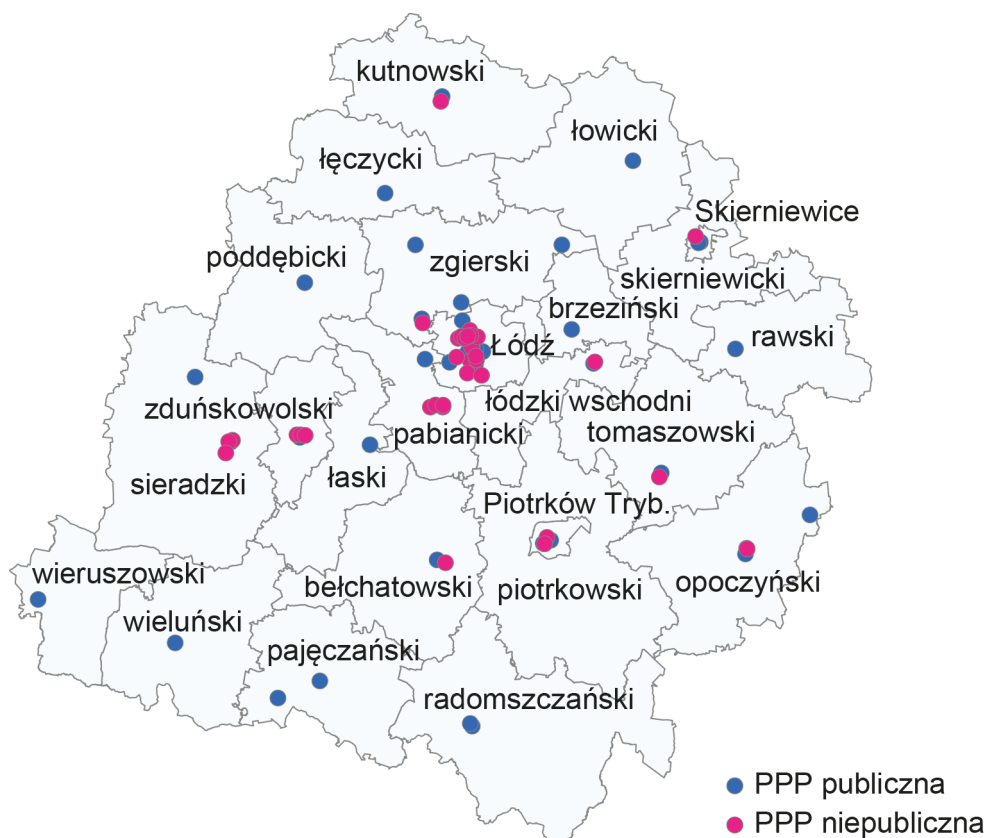 kutnowski
łowicki
łęczycki
Skierniewice
poddębicki
zgierski
skierniewicki
brzeziński
rawski
Łódź
zduńskowolski
łódzki wschodni
pabianicki
tomaszowski
sieradzki
łaski
Piotrków Tryb.
wieruszowski
bełchatowski
piotrkowski
opoczyński
wieluński
pajęczański
radomszczański
PPP publiczna
PPP niepubliczna